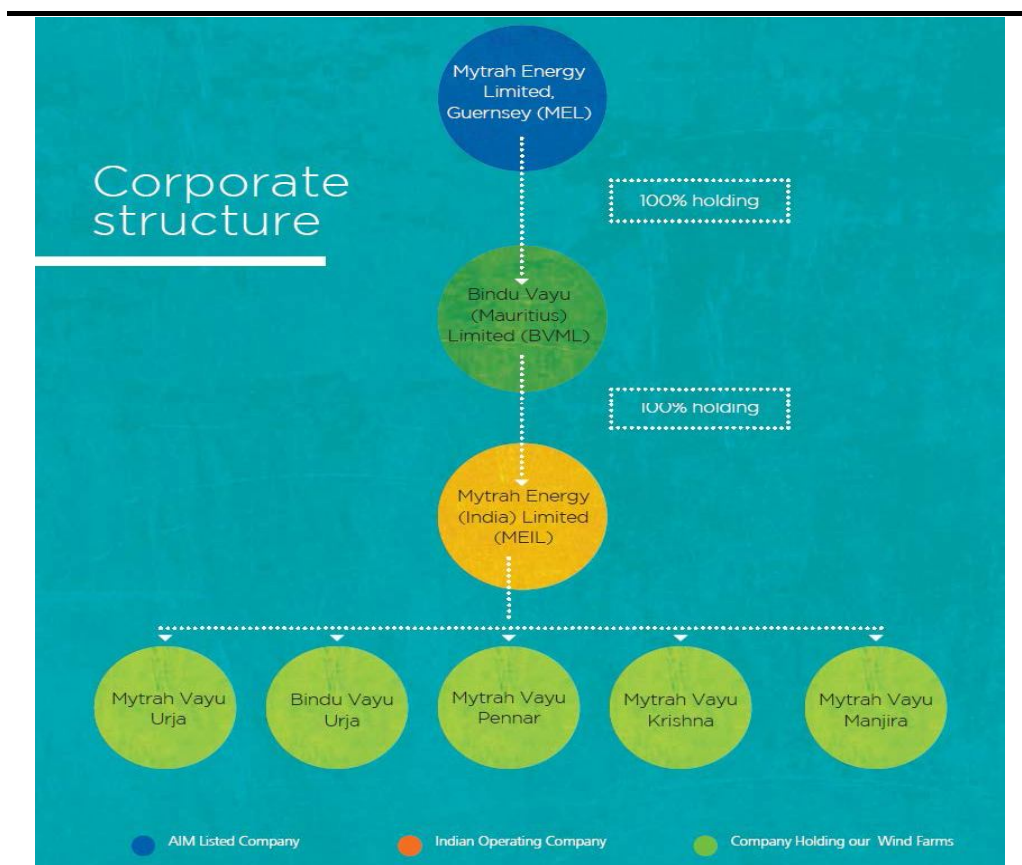 Mytrah Energy
Limited,
Guernsey (MEL)
Corporate
structure
100% holding
Bindu Vayu
(Mauritius)
Limited (BVML)
100% holding
Mytrah Energy
(India) Limited
(MEIL)
Mytrah Vayu
Urja
Bindu Vayu
Urja
Mytrah Vayu
Pennar
Mytrah Vayu
Krishna
Mytrah Vayu
Manjira
AIM Listed Company
Indian Operating Company
Company Holding our Wind Farms